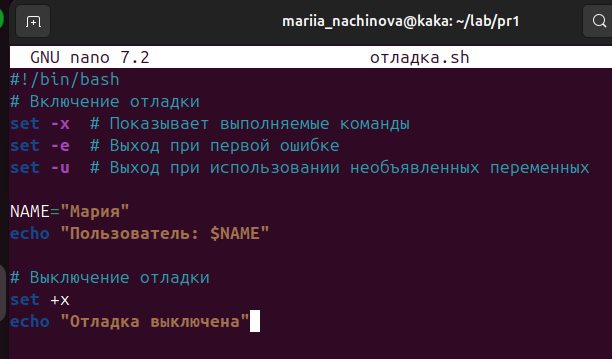 mariia_nachinova@kaka: ~/lab/pr1
GNU nano 7.2 отладка.sh
#!/bin/bash
# Включение отладки
set -x  # Показывает выполняемые команды
set -e  # Выход при первой ошибке
set -u  # Выход при использовании необъявленных переменных
NAME="Мария"
echo "Пользователь: $NAME"
# Выключение отладки
set +x
echo "Отладка выключена"